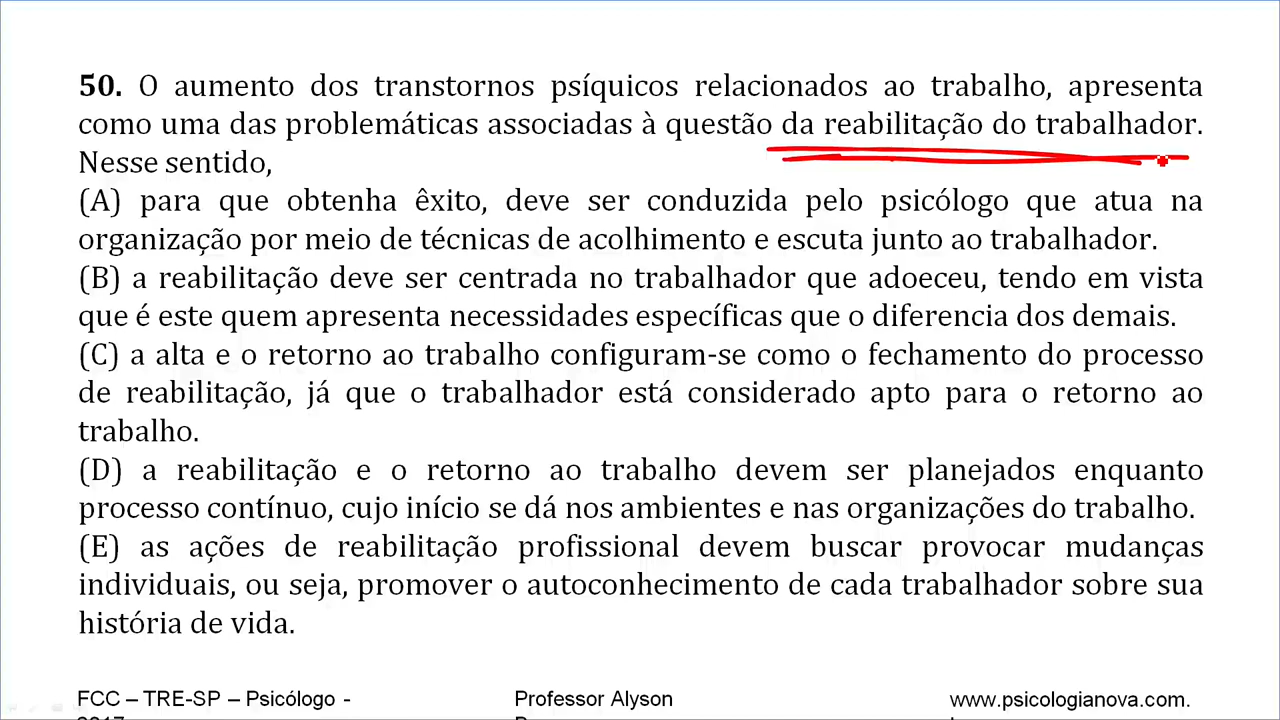 50. O aumento dos transtornos psíquicos relacionados ao trabalho, apresenta
como uma das problemáticas associadas à questão da reabilitação do trabalhador.
Nesse sentido,
(A) para que obtenha êxito, deve ser conduzida pelo psicólogo que atua na
organização por meio de técnicas de acolhimento e escuta junto ao trabalhador.
(B) a reabilitação deve ser centrada no trabalhador que adoeceu, tendo em vista
que é este quem apresenta necessidades específicas que o diferencia dos demais.
(C) a alta e o retorno ao trabalho configuram-se como o fechamento do processo
de reabilitação, já que o trabalhador está considerado apto para o retorno ao
trabalho.
(D) a reabilitação e o retorno ao trabalho devem ser planejados enquanto
processo contínuo, cujo início se dá nos ambientes e nas organizações do trabalho.
(E) as ações de reabilitação profissional devem buscar provocar mudanças
individuais, ou seja, promover o autoconhecimento de cada trabalhador sobre sua
história de vida.
FCC – TRE-SP – Psicólogo -
2017
Professor Alyson
www.psicologianova.com.